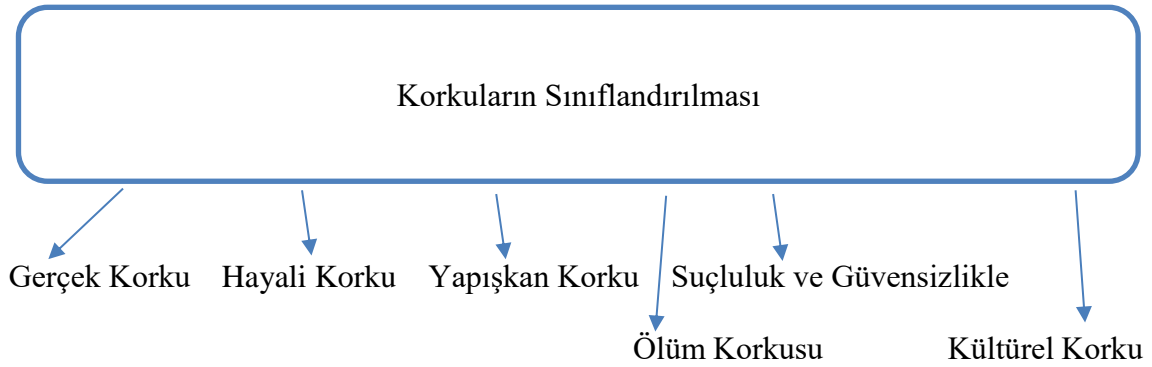 Korkuların Sınıflandırılması
Gerçek Korku Hayali Korku Yapışkan Korku Suçluluk ve Güvensizlikle
Ölüm Korkusu Kültürel Korku